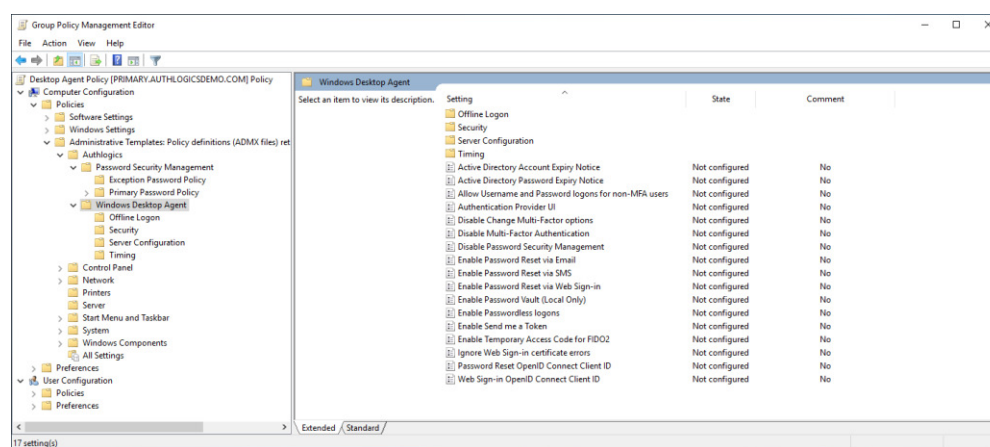 Group Policy Management Editor
File Action View Help
Desktop Agent Policy [PRIMARY.AUTHLOGICSDEMO.COM] Policy
Computer Configuration
Policies
Software Settings
Windows Settings
Administrative Templates: Policy definitions (ADMX files) ret
Authlogics
Password Security Management
Exception Password Policy
Primary Password Policy
Windows Desktop Agent
Offline Logon
Security
Server Configuration
Timing
Control Panel
Network
Printers
Server
Start Menu and Taskbar
System
Windows Components
All Settings
Preferences
User Configuration
Policies
Preferences
Windows Desktop Agent
Select an item to view its description.
Setting State Comment
Offline Logon
Security
Server Configuration
Timing
Active Directory Account Expiry Notice Not configured No
Active Directory Password Expiry Notice Not configured No
Allow Username and Password logons for non-MFA users Not configured No
Authentication Provider UI Not configured No
Disable Change Multi-Factor options Not configured No
Disable Multi-Factor Authentication Not configured No
Disable Password Security Management Not configured No
Enable Password Reset via Email Not configured No
Enable Password Reset via SMS Not configured No
Enable Password Reset via Web Sign-in Not configured No
Enable Password Vault (Local Only) Not configured No
Enable Passwordless logons Not configured No
Enable Send me a Token Not configured No
Enable Temporary Access Code for FIDO2 Not configured No
Ignore Web Sign-in certificate errors Not configured No
Password Reset OpenID Connect Client ID Not configured No
Web Sign-in OpenID Connect Client ID Not configured No
Extended Standard
17 setting(s)